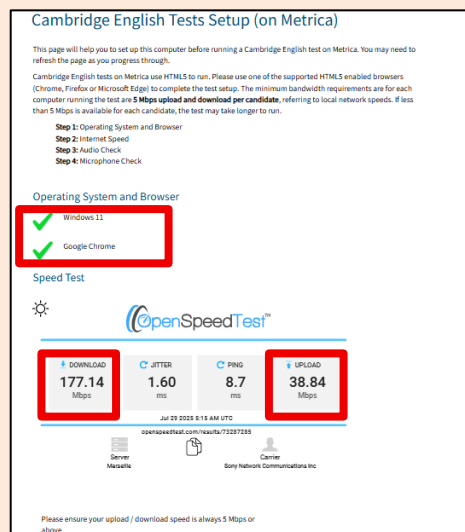 Cambridge English Tests Setup (on Metrica)
This page will help you to set up this computer before running a Cambridge English test on Metrica. You may need to
refresh the page as you progress through.
Cambridge English tests on Metrica use HTML5 to run. Please use one of the supported HTML5 enabled browsers
(Chrome, Firefox or Microsoft Edge) to complete the test setup. The minimum bandwidth requirements are for each
computer running the test are 5 Mbps upload and download per candidate, referring to local network speeds. If less
than 5 Mbps is available for each candidate, the test may take longer to run.
Step 1: Operating System and Browser
Step 2: Internet Speed
Step 3: Audio Check
Step 4: Microphone Check
Operating System and Browser
Windows 11
Google Chrome
Speed Test
OpenSpeedTest™
DOWNLOAD JITTER PING UPLOAD
177.14 1.60 8.7 38.84
Mbps ms ms Mbps
Jul 29 2025 5:15 AM UTC
openspeedtest.com/results/73287285
Server Carrier
Marseille Sony Network Communications Inc
Please ensure your upload / download speed is always 5 Mbps or
above